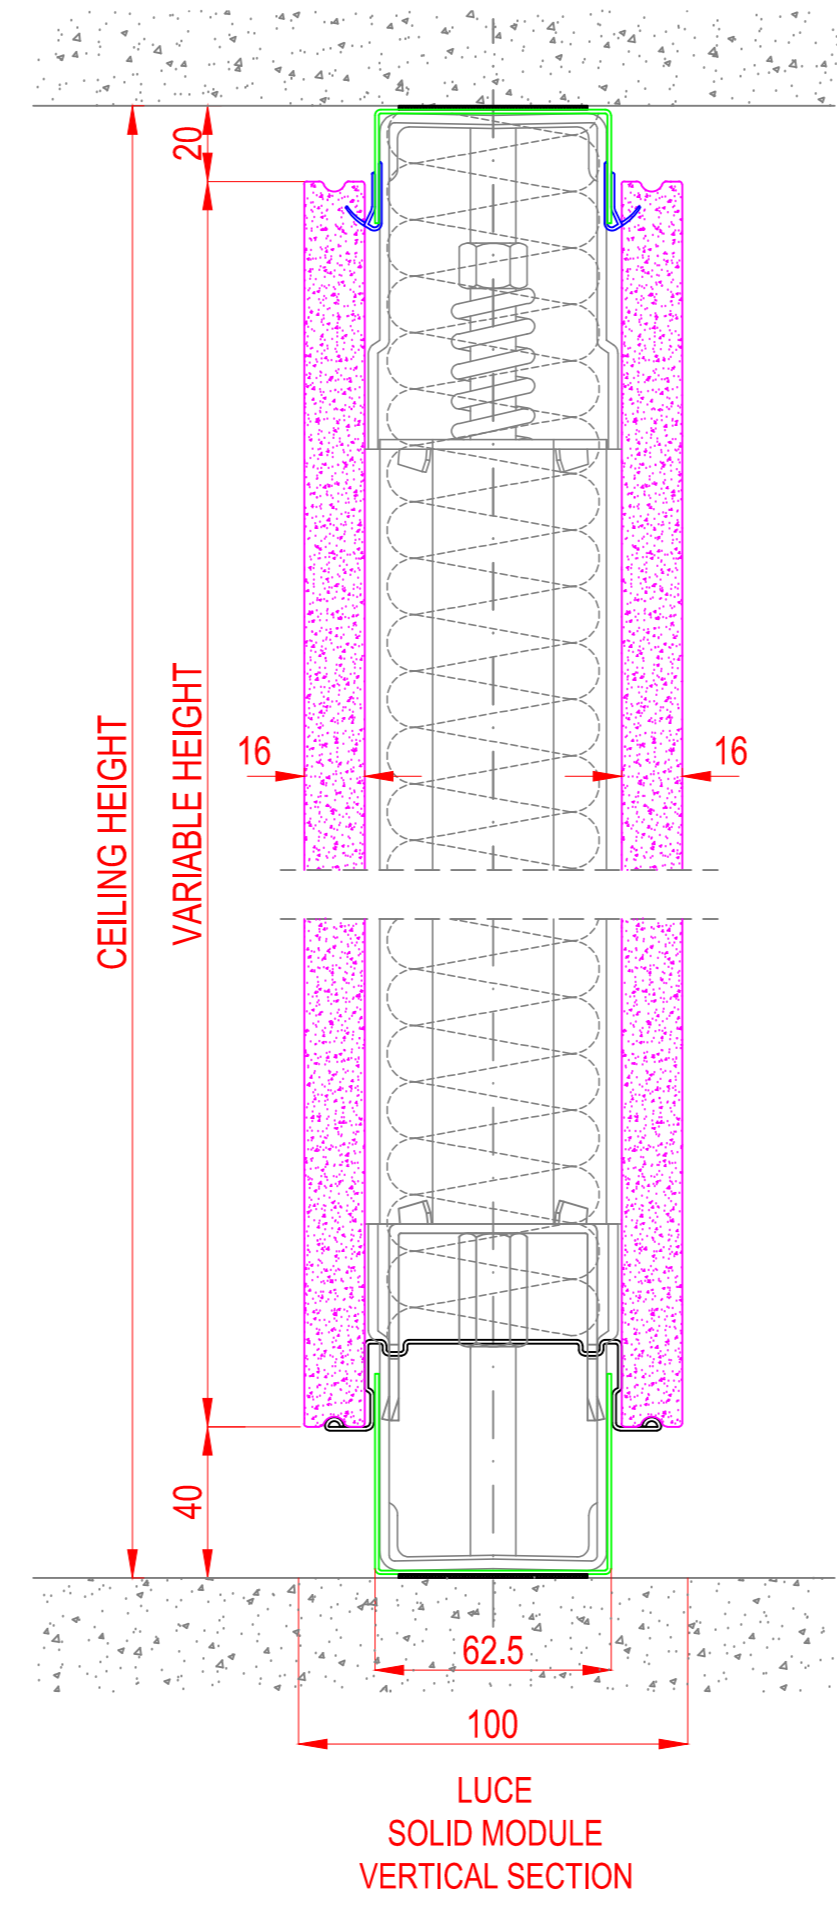 20
CEILING HEIGHT
VARIABLE HEIGHT
16
16
40
62.5
100
LUCE
SOLID MODULE
VERTICAL SECTION